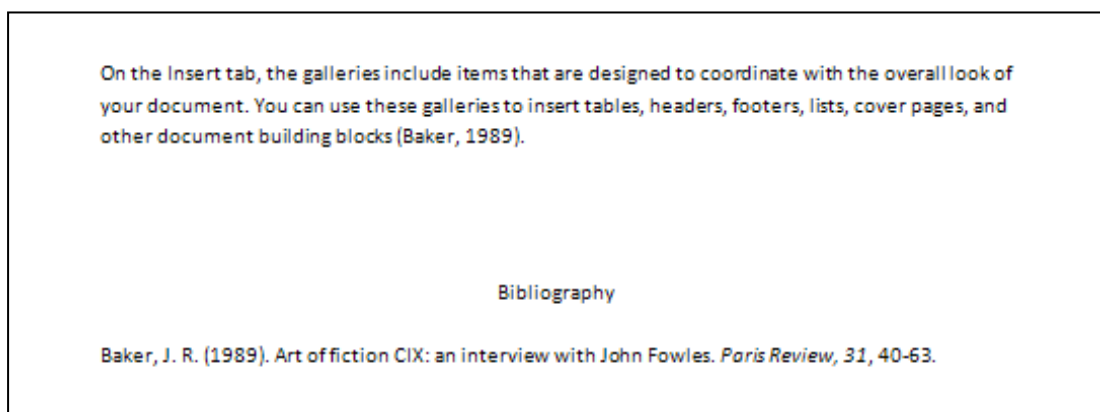 On the Insert tab, the galleries include items that are designed to coordinate with the overall look of
your document. You can use these galleries to insert tables, headers, footers, lists, cover pages, and
other document building blocks (Baker, 1989).
Bibliography
Baker, J. R. (1989). Art of fiction CIX: an interview with John Fowles. Paris Review, 31, 40-63.